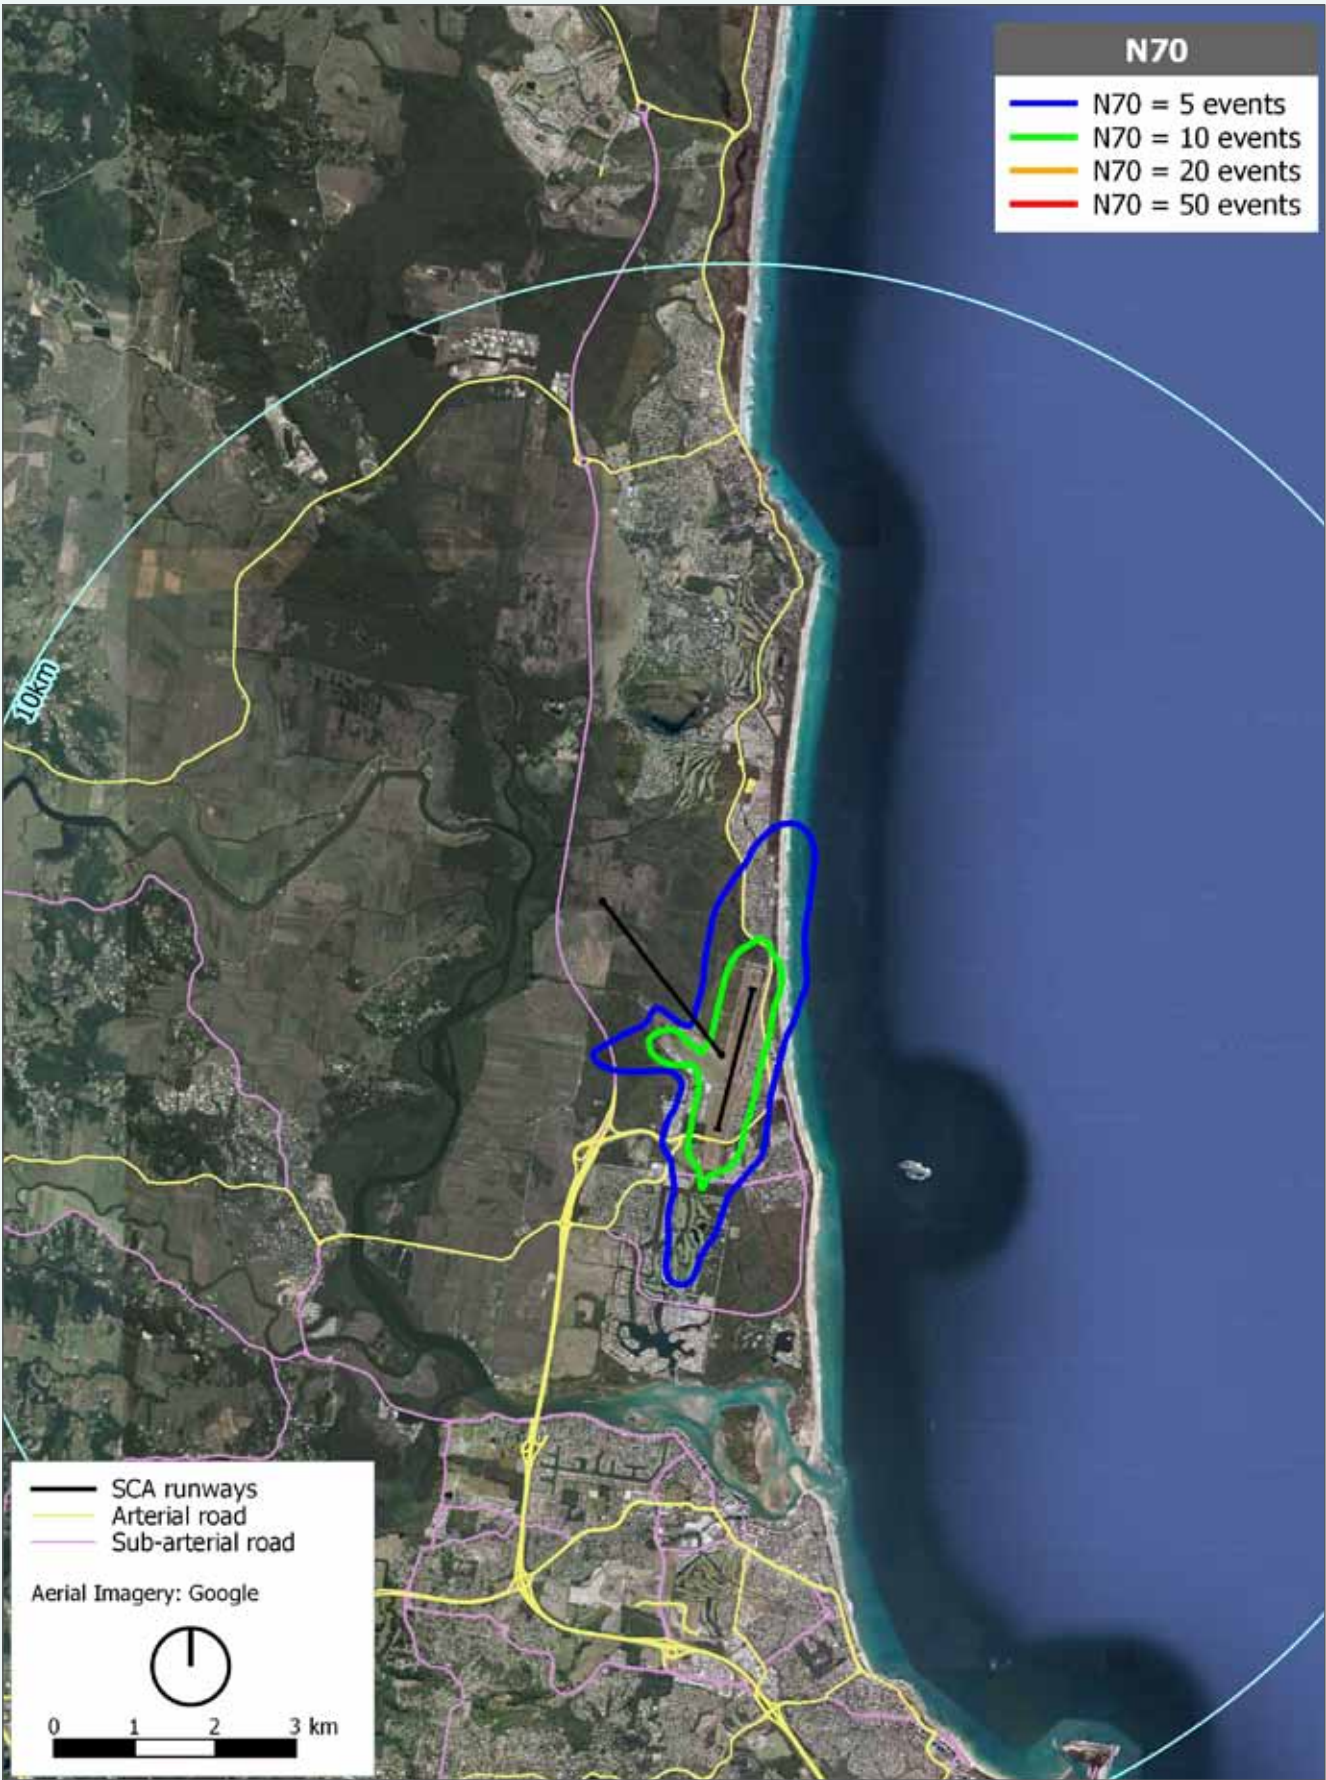 N70
N70 = 5 events
N70 = 10 events
N70 = 20 events
N70 = 50 events
10km
SCA runways
Arterial road
Sub-arterial road
Aerial Imagery: Google
0 1 2 3 km